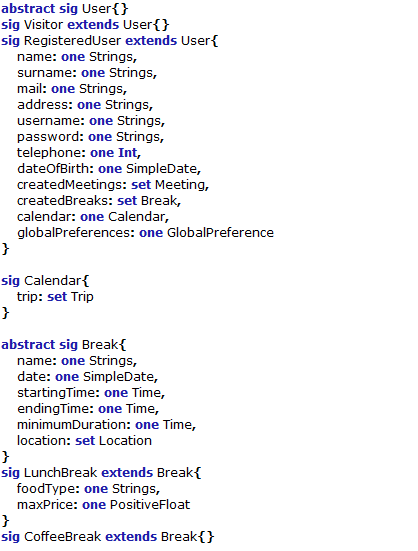 abstract sig User{}
sig Visitor extends User{}
sig RegisteredUser extends User{
    name: one Strings,
    surname: one Strings,
    mail: one Strings,
    address: one Strings,
    username: one Strings,
    password: one Strings,
    telephone: one Int,
    dateOfBirth: one SimpleDate,
    createdMeetings: set Meeting,
    createdBreaks: set Break,
    calendar: one Calendar,
    globalPreferences: one GlobalPreference
}

sig Calendar{
    trip: set Trip
}

abstract sig Break{
    name: one Strings,
    date: one SimpleDate,
    startingTime: one Time,
    endingTime: one Time,
    minimumDuration: one Time,
    location: set Location
}
sig LunchBreak extends Break{
    foodType: one Strings,
    maxPrice: one PositiveFloat
}
sig CoffeeBreak extends Break{}